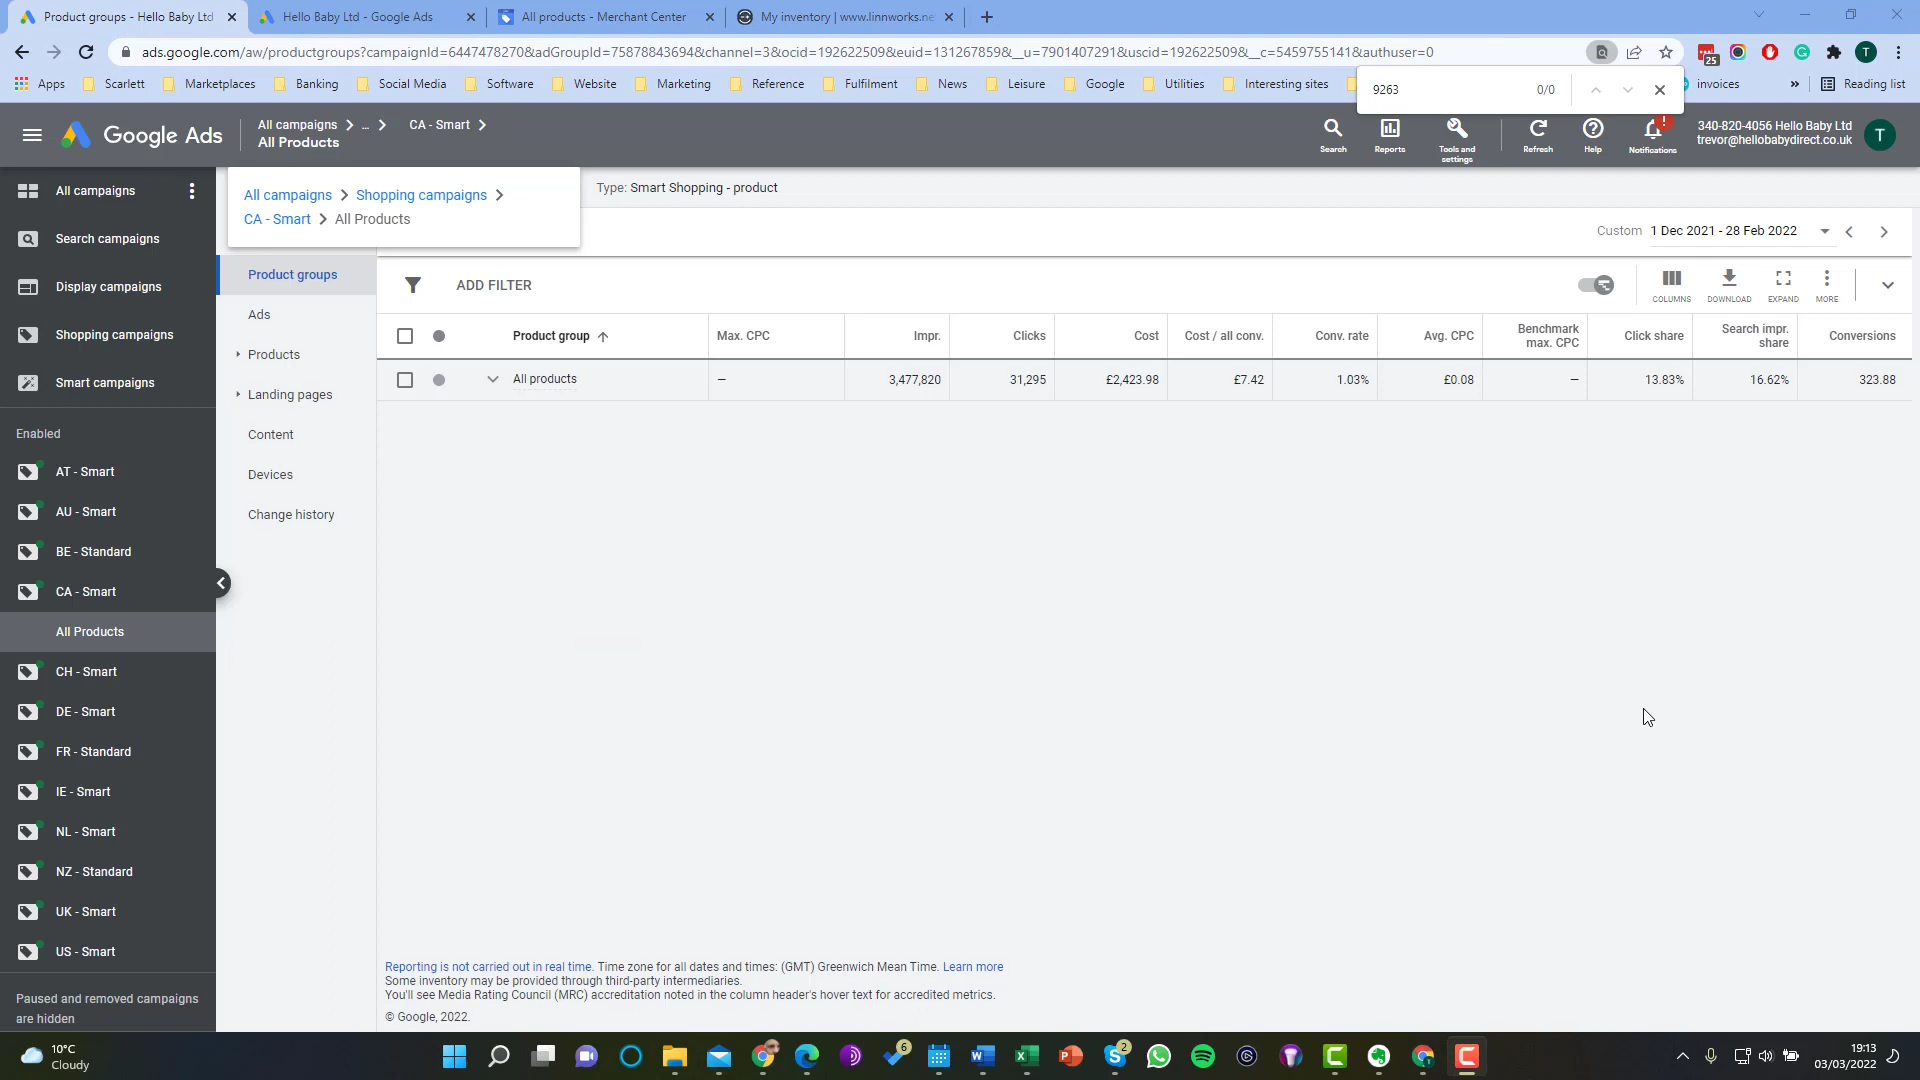 Product groups - Hello Baby Ltd
Hello Baby Ltd - Google Ads
All products - Merchant Center
My inventory | www.linnworks.ne
ads.google.com/aw/productgroups?campaignId=6447478270&adGroupId=75878843694&channel=3&ocid=192622509&euid=131267859&__u=7901407291&uscid=192622509&__c=5459755141&authuser=0
25
T
Apps
Scarlett
Marketplaces
Banking
Social Media
Software
Website
Marketing
Reference
Fulfilment
News
Leisure
Google
Utilities
Interesting sites
invoices
»
Reading list
9263
0/0
Google Ads
All campaigns > ... > CA - Smart >
All Products
Search
Reports
Tools and settings
Refresh
Help
Notifications
340-820-4056 Hello Baby Ltd
trevor@hellobabydirect.co.uk
T
All campaigns
Search campaigns
Display campaigns
Shopping campaigns
Smart campaigns
Enabled
AT - Smart
AU - Smart
BE - Standard
CA - Smart
All Products
CH - Smart
DE - Smart
FR - Standard
IE - Smart
NL - Smart
NZ - Standard
UK - Smart
US - Smart
Paused and removed campaigns
are hidden
All campaigns > Shopping campaigns >
CA - Smart > All Products
Type: Smart Shopping - product
Custom 1 Dec 2021 - 28 Feb 2022
Product groups
Ads
Products
Landing pages
Content
Devices
Change history
ADD FILTER
COLUMNS
DOWNLOAD
EXPAND
MORE
Product group
Max. CPC
Impr.
Clicks
Cost
Cost / all conv.
Conv. rate
Avg. CPC
Benchmark max. CPC
Click share
Search impr. share
Conversions
All products
–
3,477,820
31,295
£2,423.98
£7.42
1.03%
£0.08
–
13.83%
16.62%
323.88
Reporting is not carried out in real time. Time zone for all dates and times: (GMT) Greenwich Mean Time. Learn more
Some inventory may be provided through third-party intermediaries.
You'll see Media Rating Council (MRC) accreditation noted in the column header's hover text for accredited metrics.
© Google, 2022.
10°C
Cloudy
6
2
19:13
03/03/2022